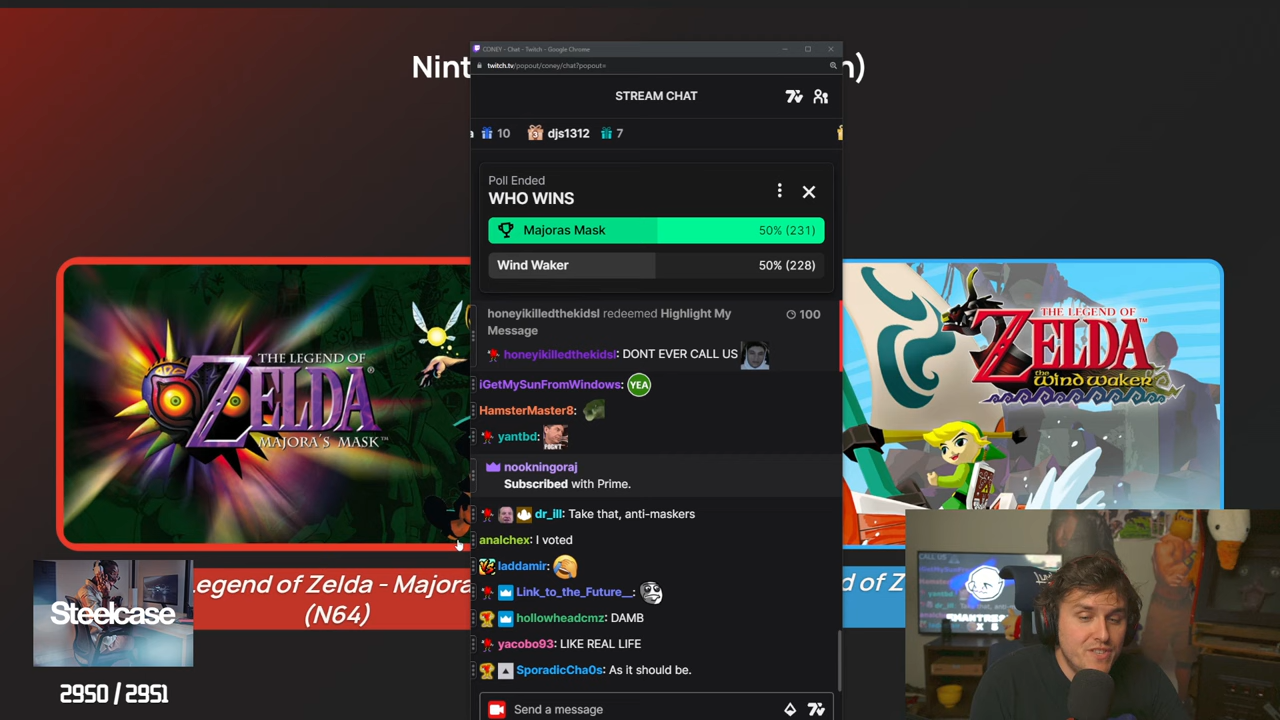 Nint
n)
CONEY - Chat - Twitch - Google Chrome
twitch.tv/popout/coney/chat?popout=
STREAM CHAT
a 10 djs1312 7
Poll Ended
WHO WINS
Majoras Mask 50% (231)
Wind Waker 50% (228)
honeyikilledthekidsl redeemed Highlight My 100
Message
honeyikilledthekidsl: DONT EVER CALL US
iGetMySunFromWindows: YEA
HamsterMaster8:
yantbd:
nookningoraj
Subscribed with Prime.
dr_ill: Take that, anti-maskers
analchex: I voted
laddamir:
Link_to_the_Future__:
hollowheadcmz: DAMB
yacobo93: LIKE REAL LIFE
SporadicCha0s: As it should be.
Send a message
THE LEGEND OF
ZELDA
MAJORA'S MASK™
THE LEGEND OF
ZELDA
the Wind Waker
egend of Zelda - Majora
(N64)
d of Z
Steelcase
2950 / 2951
CALL US